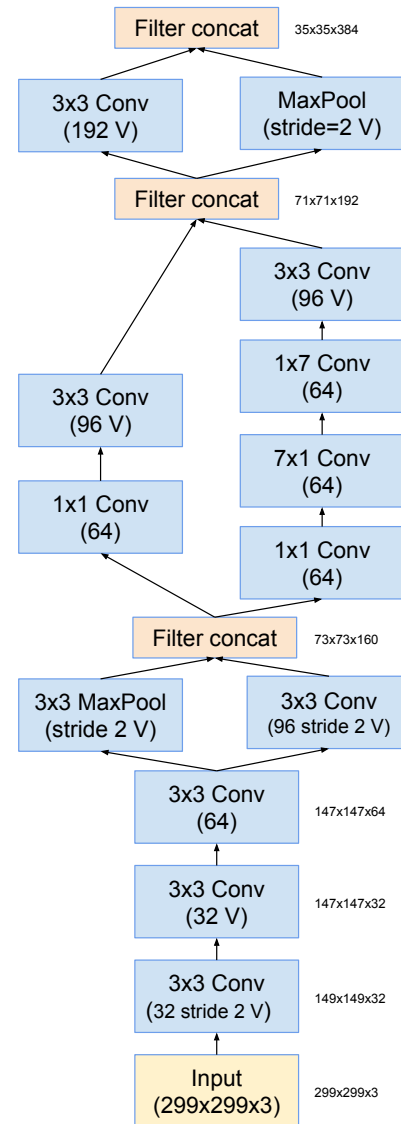 Filter concat
35x35x384
3x3 Conv
(192 V)
MaxPool
(stride=2 V)
Filter concat
71x71x192
3x3 Conv
(96 V)
1x7 Conv
(64)
3x3 Conv
(96 V)
7x1 Conv
(64)
1x1 Conv
(64)
1x1 Conv
(64)
Filter concat
73x73x160
3x3 MaxPool
(stride 2 V)
3x3 Conv
(96 stride 2 V)
3x3 Conv
(64)
147x147x64
3x3 Conv
(32 V)
147x147x32
3x3 Conv
(32 stride 2 V)
149x149x32
Input
(299x299x3)
299x299x3